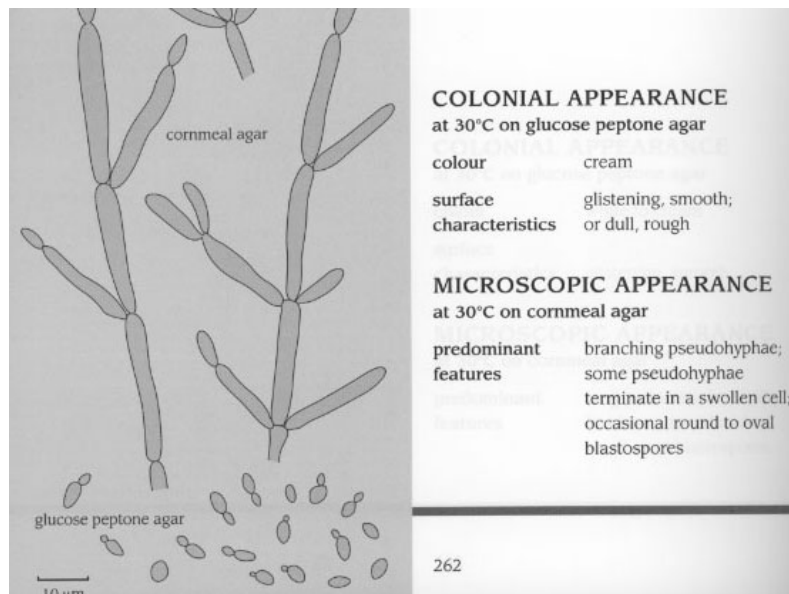 cornmeal agar
glucose peptone agar
10 µm
COLONIAL APPEARANCE
at 30°C on glucose peptone agar
colour cream
surface glistening, smooth;
characteristics or dull, rough
MICROSCOPIC APPEARANCE
at 30°C on cornmeal agar
predominant branching pseudohyphae;
features some pseudohyphae
terminate in a swollen cell;
occasional round to oval
blastospores
262